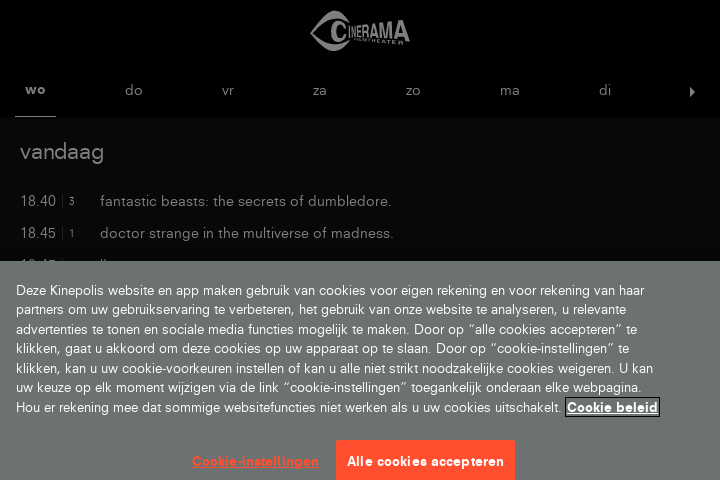 CINERAMA
FILMTHEATER
wo do vr za zo ma di
vandaag
18.40 3 fantastic beasts: the secrets of dumbledore.
18.45 1 doctor strange in the multiverse of madness.
Deze Kinepolis website en app maken gebruik van cookies voor eigen rekening en voor rekening van haar
partners om uw gebruikservaring te verbeteren, het gebruik van onze website te analyseren, u relevante
advertenties te tonen en sociale media functies mogelijk te maken. Door op “alle cookies accepteren” te
klikken, gaat u akkoord om deze cookies op uw apparaat op te slaan. Door op “cookie-instellingen” te
klikken, kan u uw cookie-voorkeuren instellen of kan u alle niet strikt noodzakelijke cookies weigeren. U kan
uw keuze op elk moment wijzigen via de link “cookie-instellingen” toegankelijk onderaan elke webpagina.
Hou er rekening mee dat sommige websitefuncties niet werken als u uw cookies uitschakelt. Cookie beleid
Cookie-instellingen Alle cookies accepteren